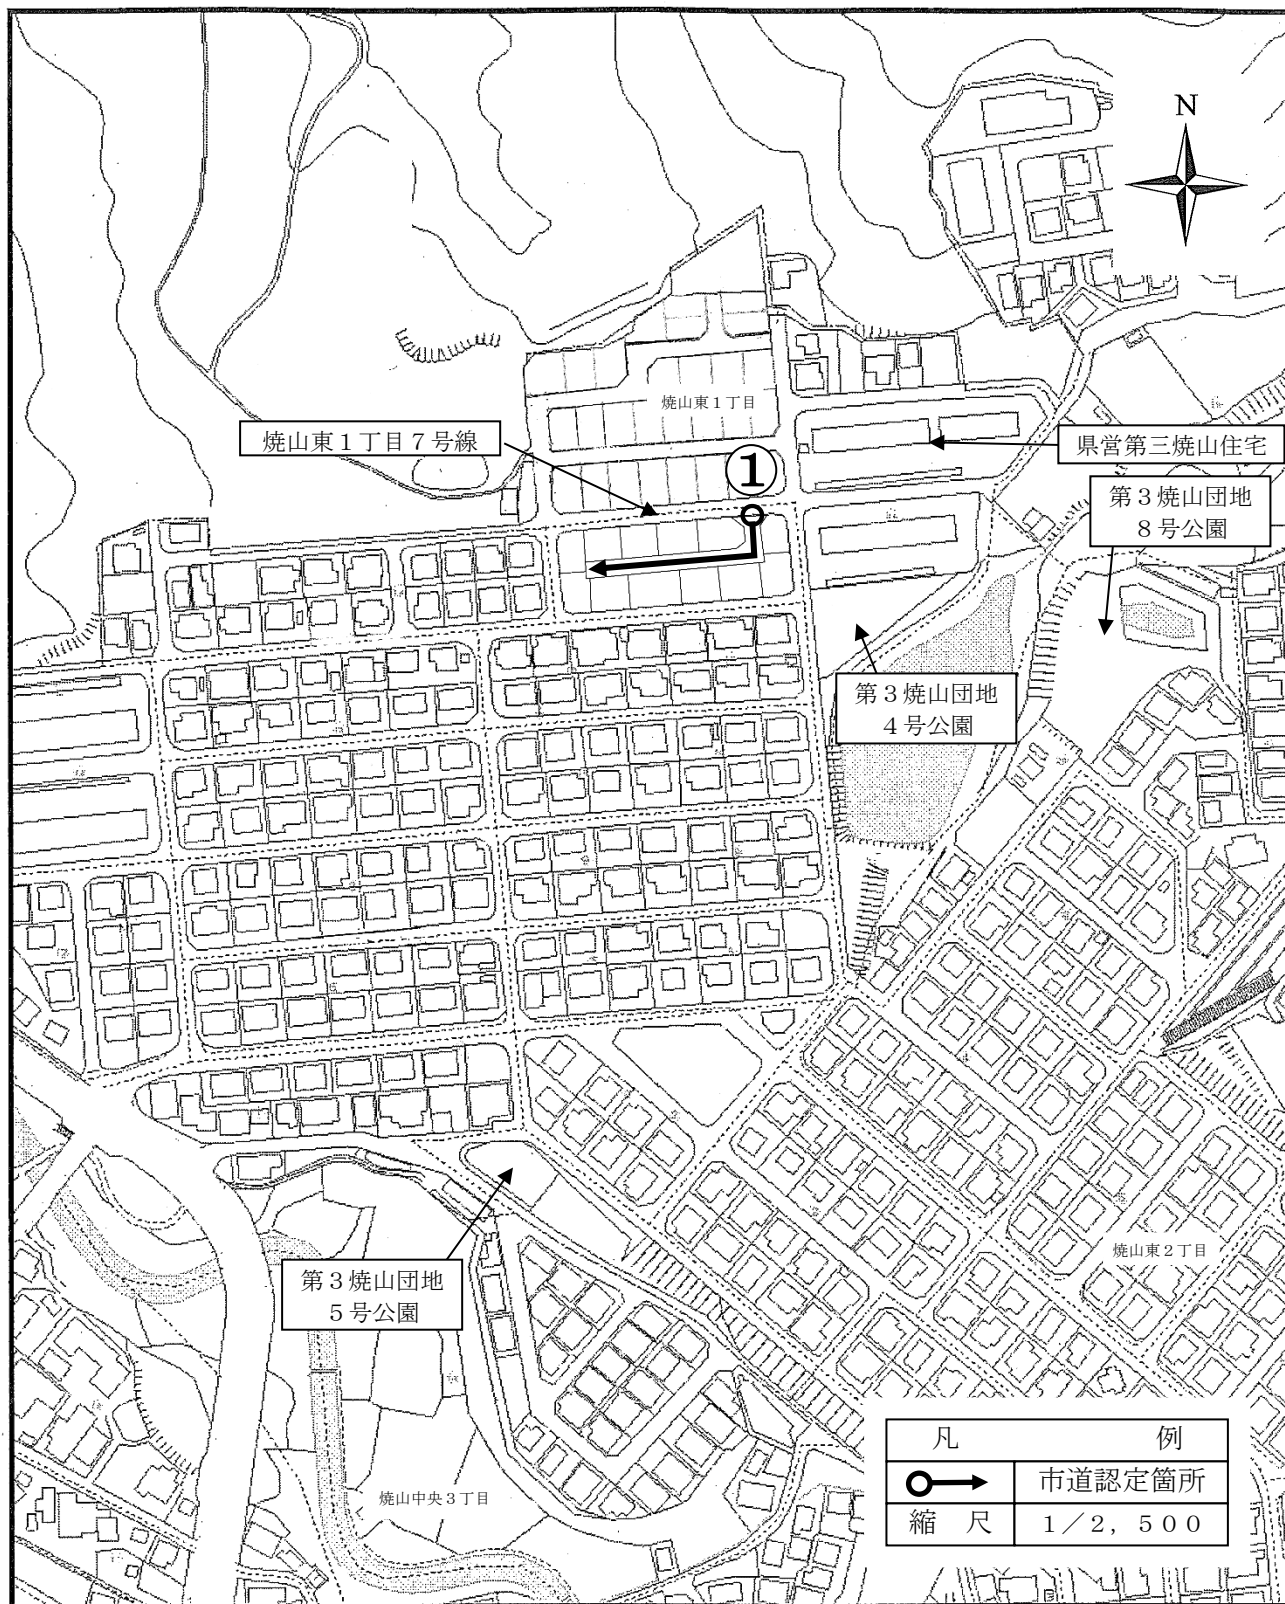 N
焼山東１丁目
焼山東１丁目７号線
①
県営第三焼山住宅
第３焼山団地
８号公園
第３焼山団地
４号公園
焼山東２丁目
第３焼山団地
５号公園
焼山中央３丁目
凡 例
市道認定箇所
縮 尺 １／２，５００